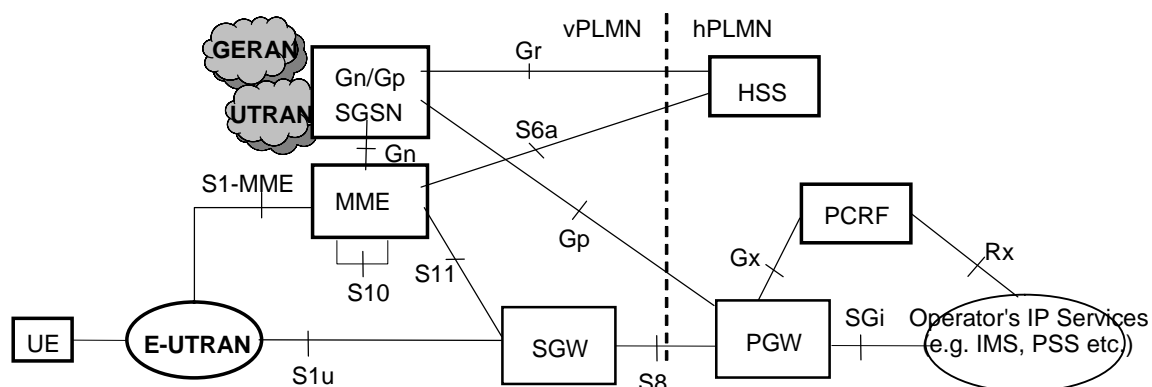 vPLMN
hPLMN
GERAN
Gr
Gn/Gp
SGSN
HSS
UTRAN
S6a
Gn
S1-MME
MME
PCRF
Gp
Gx
Rx
S10
S11
SGi
Operator's IP Services
(e.g. IMS, PSS etc.)
UE
E-UTRAN
SGW
PGW
S1u
S8